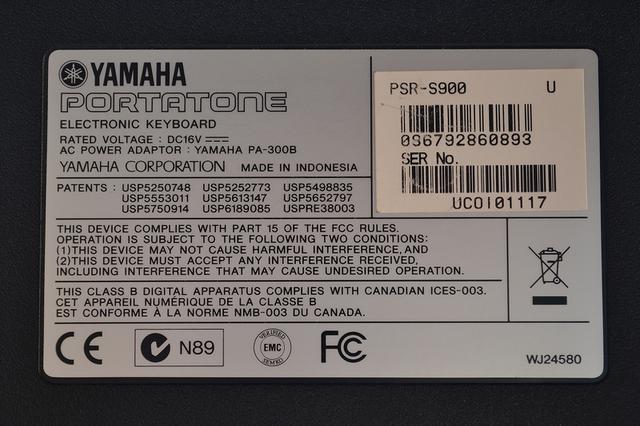 YAMAHA
PORTATONE
ELECTRONIC KEYBOARD
RATED VOLTAGE : DC16V
AC POWER ADAPTOR : YAMAHA PA-300B
YAMAHA CORPORATION MADE IN INDONESIA
PSR-S900 U
096792860893
SER No.
UCOI01117
PATENTS : USP5250748 USP5252773 USP5498835
USP5553011 USP5613147 USP5652797
USP5750914 USP6189085 USPRE38003
THIS DEVICE COMPLIES WITH PART 15 OF THE FCC RULES.
OPERATION IS SUBJECT TO THE FOLLOWING TWO CONDITIONS:
(1)THIS DEVICE MAY NOT CAUSE HARMFUL INTERFERENCE,AND
(2)THIS DEVICE MUST ACCEPT ANY INTERFERENCE RECEIVED,
INCLUDING INTERFERENCE THAT MAY CAUSE UNDESIRED OPERATION.
THIS CLASS B DIGITAL APPARATUS COMPLIES WITH CANADIAN ICES-003.
CET APPAREIL NUMÉRIQUE DE LA CLASSE B
EST CONFORME À LA NORME NMB-003 DU CANADA.
CE N89 VERIFIED EMC SEMKO FC
WJ24580